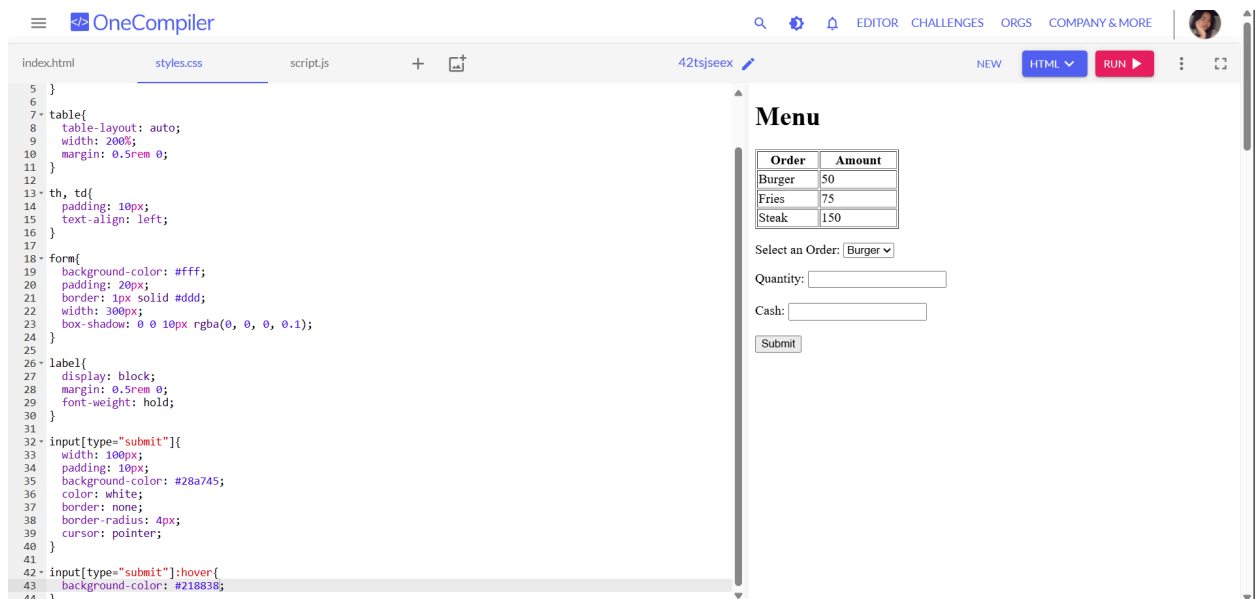 </> OneCompiler
EDITOR CHALLENGES ORGS COMPANY & MORE
index.html styles.css script.js 42tsjseex NEW HTML RUN
5 }
6
7 table{
8 table-layout: auto;
9 width: 200%;
10 margin: 0.5rem 0;
11 }
12
13 th, td{
14 padding: 10px;
15 text-align: left;
16 }
17
18 form{
19 background-color: #fff;
20 padding: 20px;
21 border: 1px solid #ddd;
22 width: 300px;
23 box-shadow: 0 0 10px rgba(0, 0, 0, 0.1);
24 }
25
26 label{
27 display: block;
28 margin: 0.5rem 0;
29 font-weight: hold;
30 }
31
32 input[type="submit"]{
33 width: 100px;
34 padding: 10px;
35 background-color: #28a745;
36 color: white;
37 border: none;
38 border-radius: 4px;
39 cursor: pointer;
40 }
41
42 input[type="submit"]:hover{
43 background-color: #218838;
44 }
Menu
Order Amount
Burger 50
Fries 75
Steak 150
Select an Order: Burger
Quantity:
Cash:
Submit